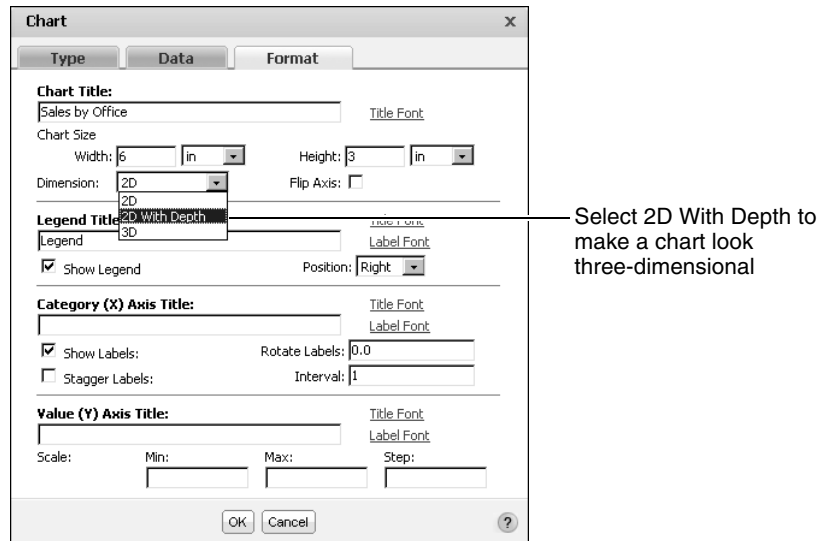 Chart x
Type Data Format
Chart Title:
Sales by Office Title Font
Chart Size
Width: 6 in Height: 3 in
Dimension: 2D Flip Axis:
2D
2D With Depth
3D
Legend Title
Legend Label Font
Show Legend Position: Right
Category (X) Axis Title: Title Font
Label Font
Show Labels: Rotate Labels: 0.0
Stagger Labels: Interval: 1
Value (Y) Axis Title: Title Font
Label Font
Scale: Min: Max: Step:
OK Cancel ?
Select 2D With Depth to
make a chart look
three-dimensional